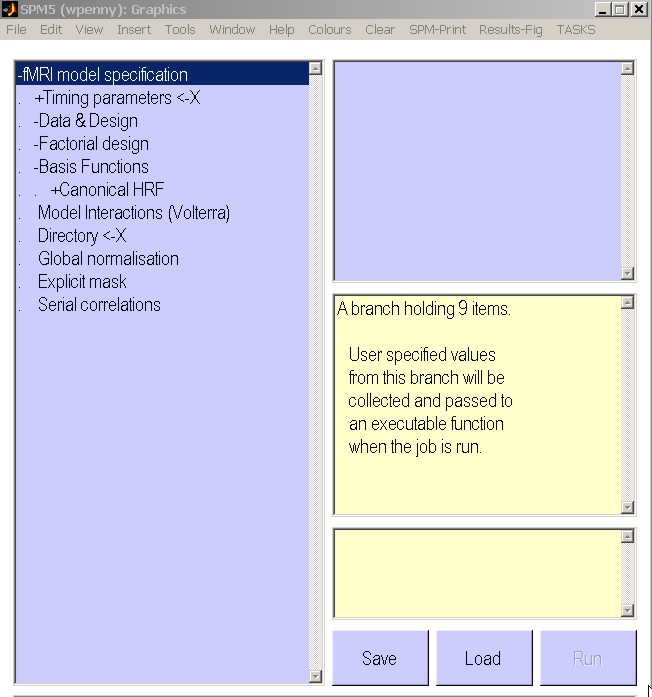 SPM5 (wpenny): Graphics
File Edit View Insert Tools Window Help Colours Clear SPM-Print Results-Fig TASKS
-fMRI model specification
. +Timing parameters <-X
. -Data & Design
. -Factorial design
. -Basis Functions
. . +Canonical HRF
. Model Interactions (Volterra)
. Directory <-X
. Global normalisation
. Explicit mask
. Serial correlations
A branch holding 9 items.
User specified values
from this branch will be
collected and passed to
an executable function
when the job is run.
Save Load Run